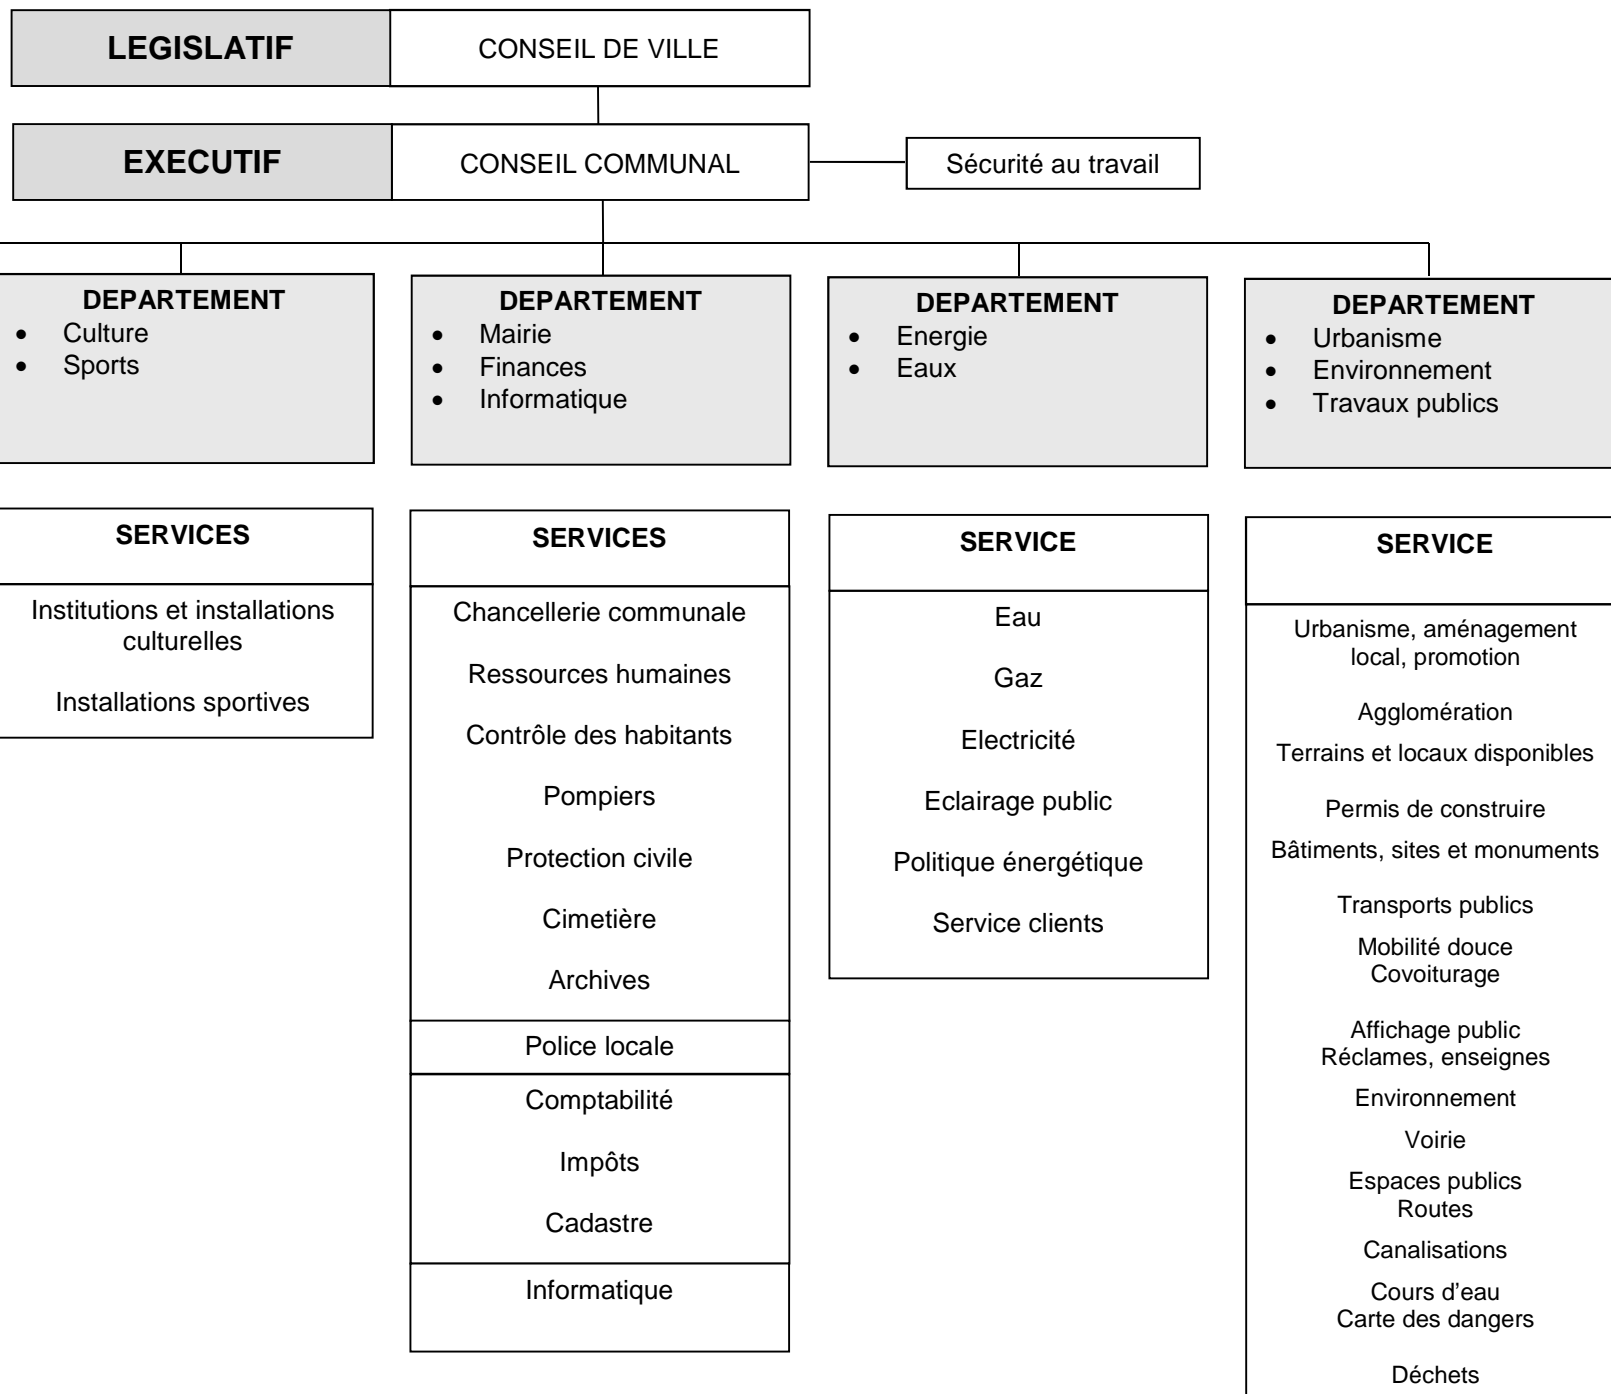 LEGISLATIF
CONSEIL DE VILLE
EXECUTIF
CONSEIL COMMUNAL
Sécurité au travail
DEPARTEMENT
• Culture
• Sports
DEPARTEMENT
• Mairie
• Finances
• Informatique
DEPARTEMENT
• Energie
• Eaux
DEPARTEMENT
• Urbanisme
• Environnement
• Travaux publics
SERVICES
Institutions et installations
culturelles
Installations sportives
SERVICES
Chancellerie communale
Ressources humaines
Contrôle des habitants
Pompiers
Protection civile
Cimetière
Archives
Police locale
Comptabilité
Impôts
Cadastre
Informatique
SERVICE
Eau
Gaz
Electricité
Eclairage public
Politique énergétique
Service clients
SERVICE
Urbanisme, aménagement
local, promotion
Agglomération
Terrains et locaux disponibles
Permis de construire
Bâtiments, sites et monuments
Transports publics
Mobilité douce
Covoiturage
Affichage public
Réclames, enseignes
Environnement
Voirie
Espaces publics
Routes
Canalisations
Cours d’eau
Carte des dangers
Déchets